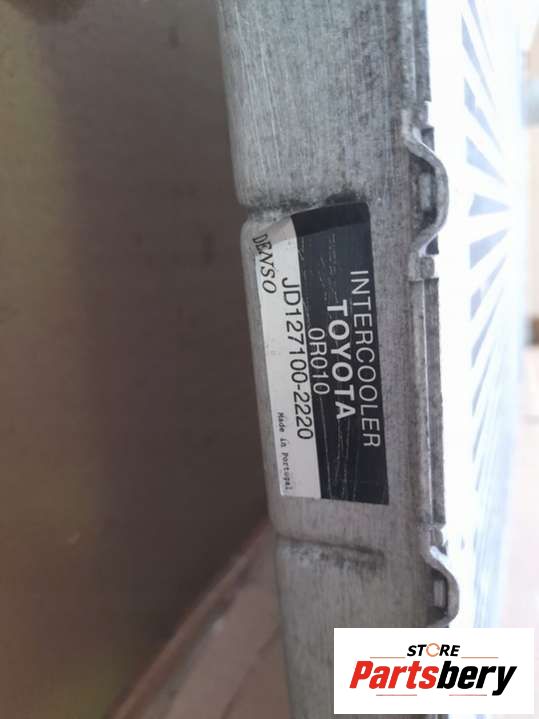 INTERCOOLER
TOYOTA
0R010
JD127100-2220
DENSO
Made in Portugal
STORE
Partsbery